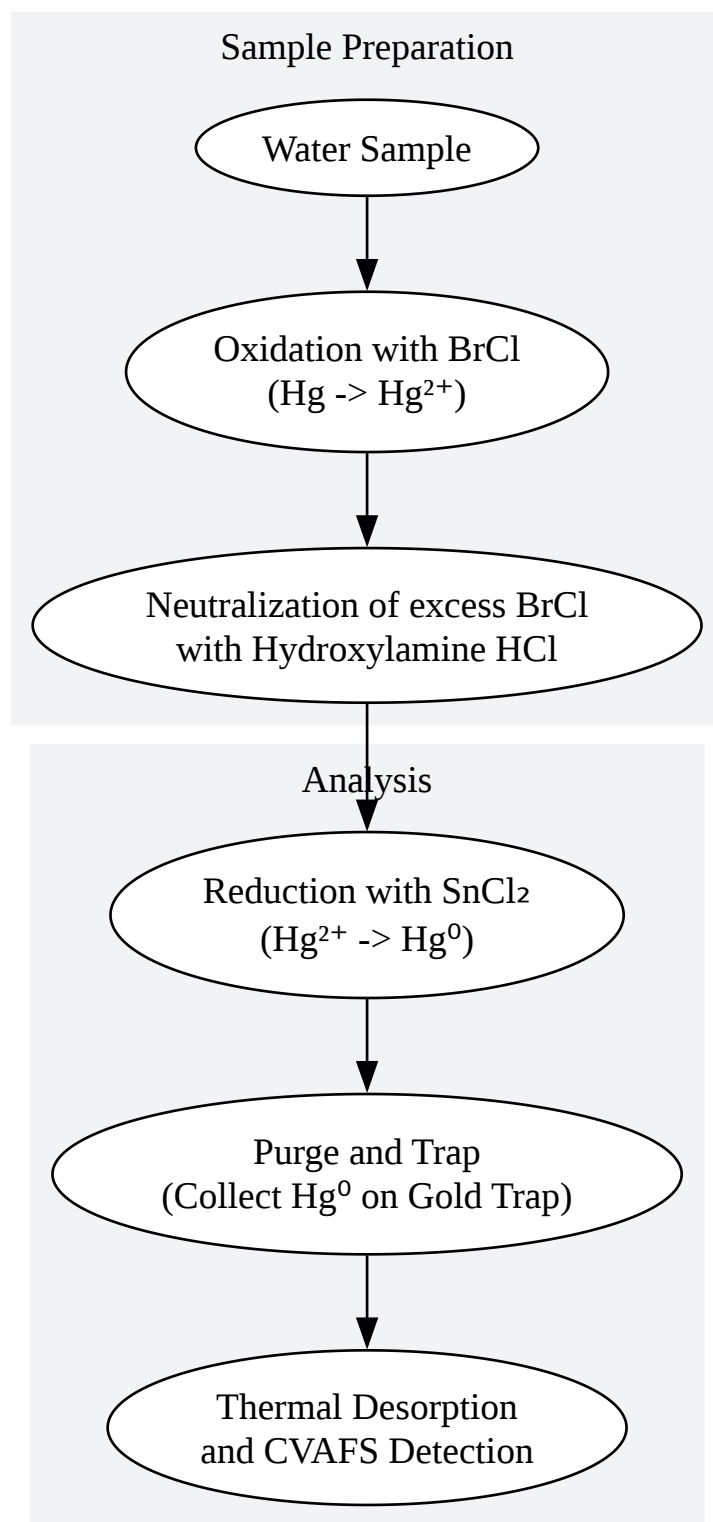 Sample Preparation
Water Sample
Oxidation with BrCl
(Hg -> Hg²⁺)
Neutralization of excess BrCl
with Hydroxylamine HCl
Analysis
Reduction with SnCl₂
(Hg²⁺ -> Hg⁰)
Purge and Trap
(Collect Hg⁰ on Gold Trap)
Thermal Desorption
and CVAFS Detection